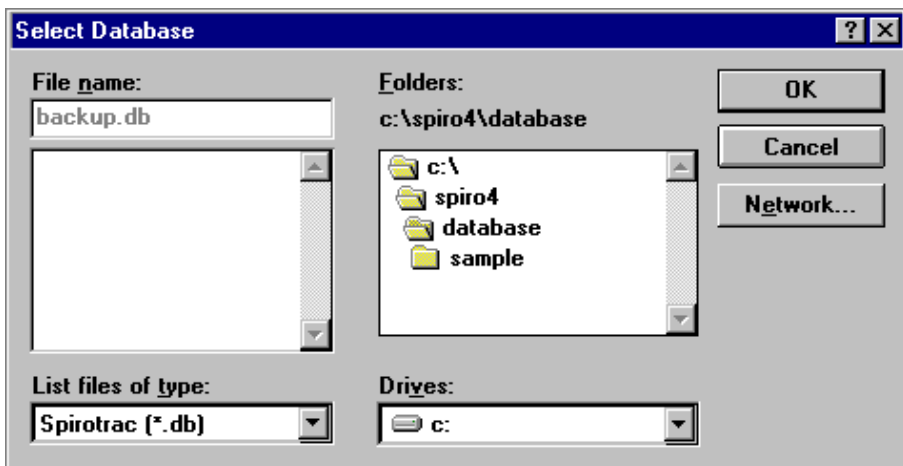 Select Database
File name:
backup.db
List files of type:
Spirotrac (*.db)
Folders:
c:\spiro4\database
c:\
spiro4
database
sample
Drives:
c:
OK
Cancel
Network...